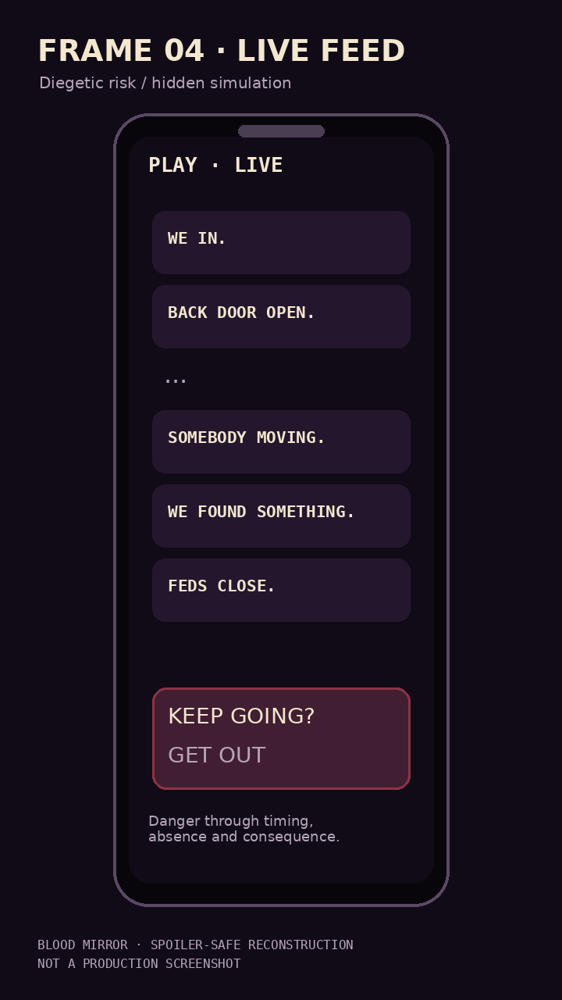 FRAME 04 · LIVE FEED
Diegetic risk / hidden simulation
PLAY · LIVE
WE IN.
BACK DOOR OPEN.
...
SOMEBODY MOVING.
WE FOUND SOMETHING.
FEDS CLOSE.
KEEP GOING?
GET OUT
Danger through timing,
absence and consequence.
BLOOD MIRROR · SPOILER-SAFE RECONSTRUCTION
NOT A PRODUCTION SCREENSHOT